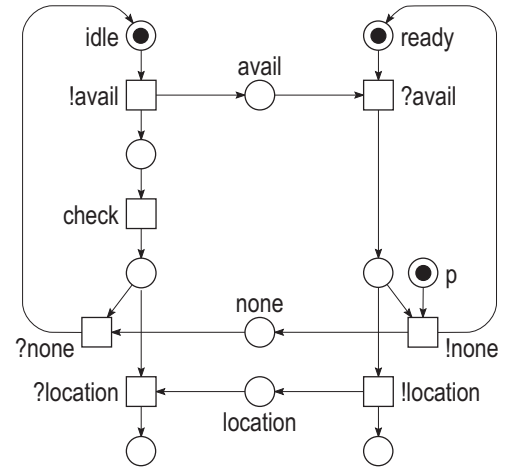 idle
ready
avail
!avail
?avail
check
p
none
?none
!none
?location
!location
location